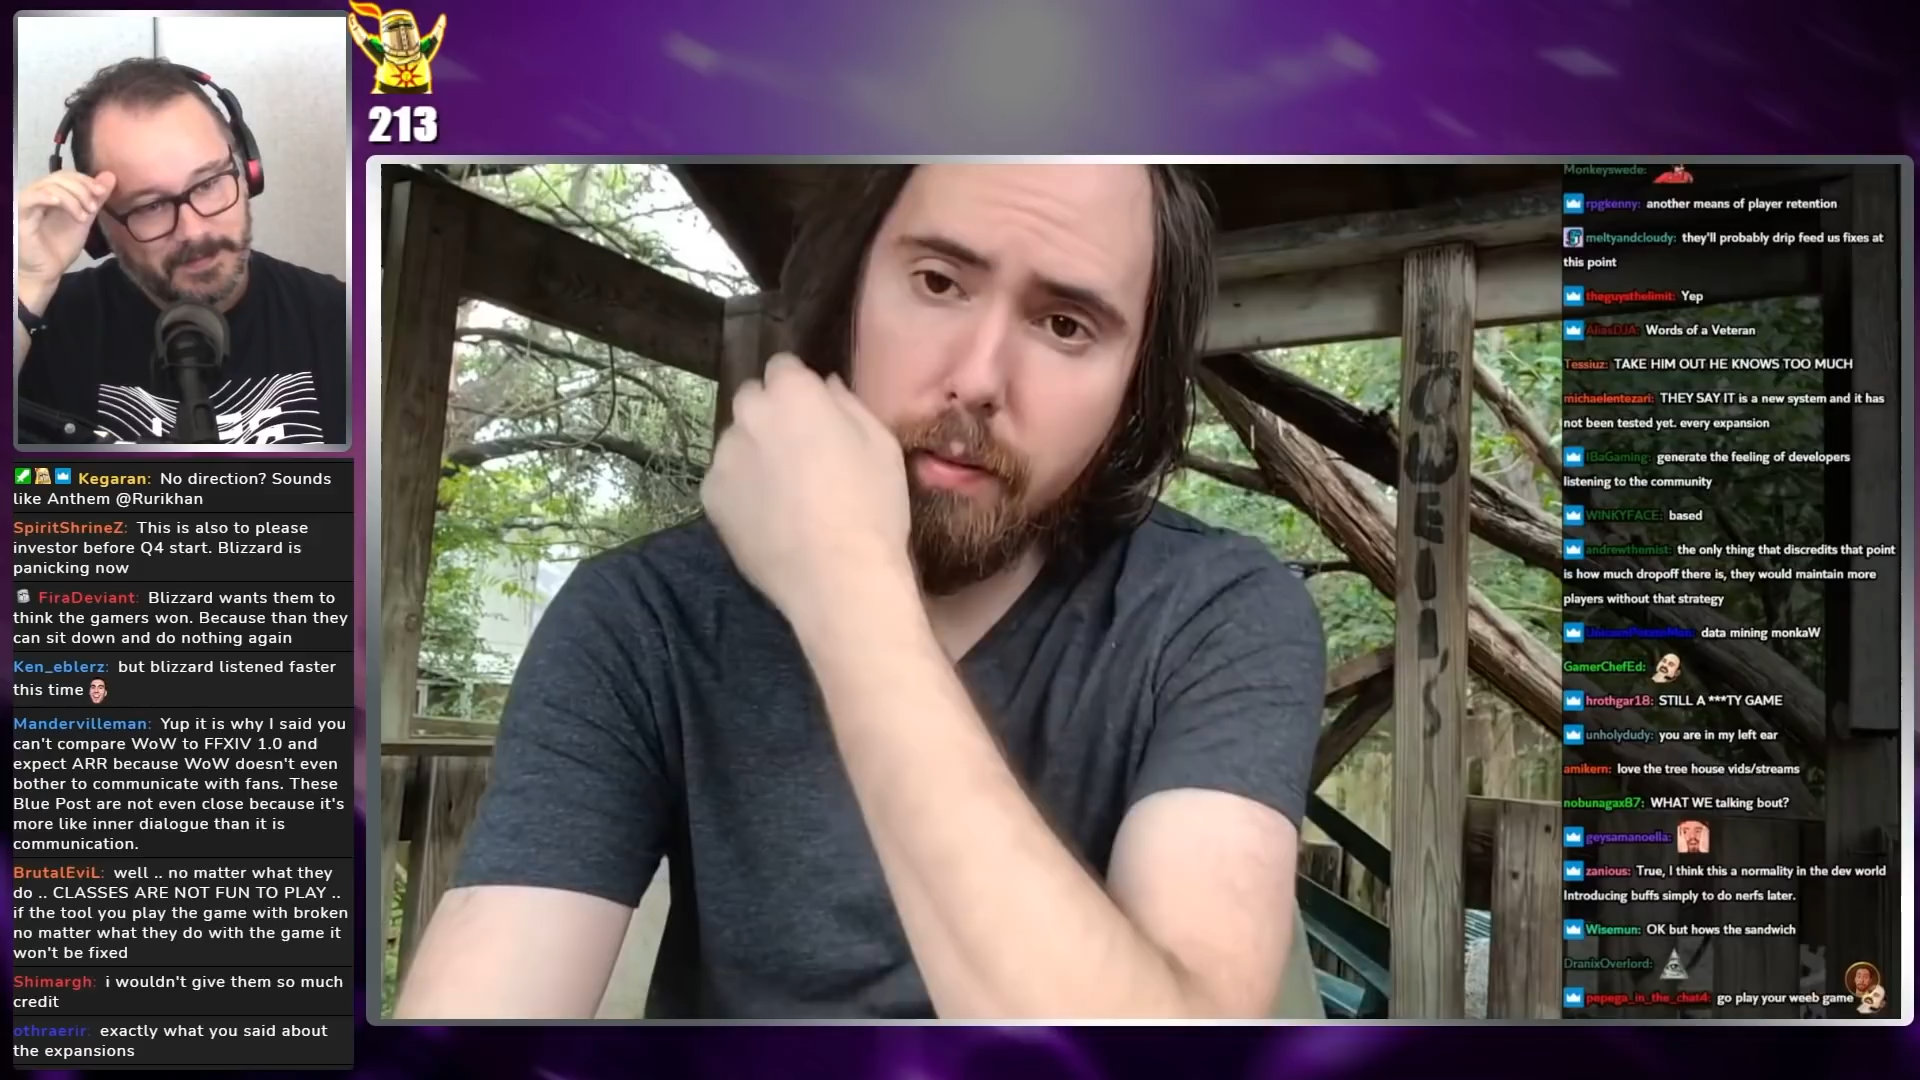 213
Kegaran: No direction? Sounds
like Anthem @Rurikhan
SpiritShrineZ: This is also to please
investor before Q4 start. Blizzard is
panicking now
FiraDeviant: Blizzard wants them to
think the gamers won. Because than they
can sit down and do nothing again
Ken_eblerz: but blizzard listened faster
this time
Mandervilleman: Yup it is why I said you
can't compare WoW to FFXIV 1.0 and
expect ARR because WoW doesn't even
bother to communicate with fans. These
Blue Post are not even close because it's
more like inner dialogue than it is
communication.
BrutalEviL: well .. no matter what they
do .. CLASSES ARE NOT FUN TO PLAY ..
if the tool you play the game with broken
no matter what they do with the game it
won't be fixed
Shimargh: i wouldn't give them so much
credit
othraerir: exactly what you said about
the expansions
Monkeyswede:
rpgkenny: another means of player retention
meltyandcloudy: they'll probably drip feed us fixes at
this point
theguysthelimit: Yep
AliasDJA: Words of a Veteran
Tessiuz: TAKE HIM OUT HE KNOWS TOO MUCH
michaelentezari: THEY SAY IT is a new system and it has
not been tested yet. every expansion
IBaGaming: generate the feeling of developers
listening to the community
WINKYFACE: based
andrewthemist: the only thing that discredits that point
is how much dropoff there is, they would maintain more
players without that strategy
data mining monkaW
GamerChefEd:
hrothgar18: STILL A ***TY GAME
unholydudy: you are in my left ear
amikern: love the tree house vids/streams
nobunagax87: WHAT WE talking bout?
geysamanoella:
zanious: True, I think this a normality in the dev world
Introducing buffs simply to do nerfs later.
Wisemun: OK but hows the sandwich
DranixOverlord:
pepega_in_the_chat4: go play your weeb game